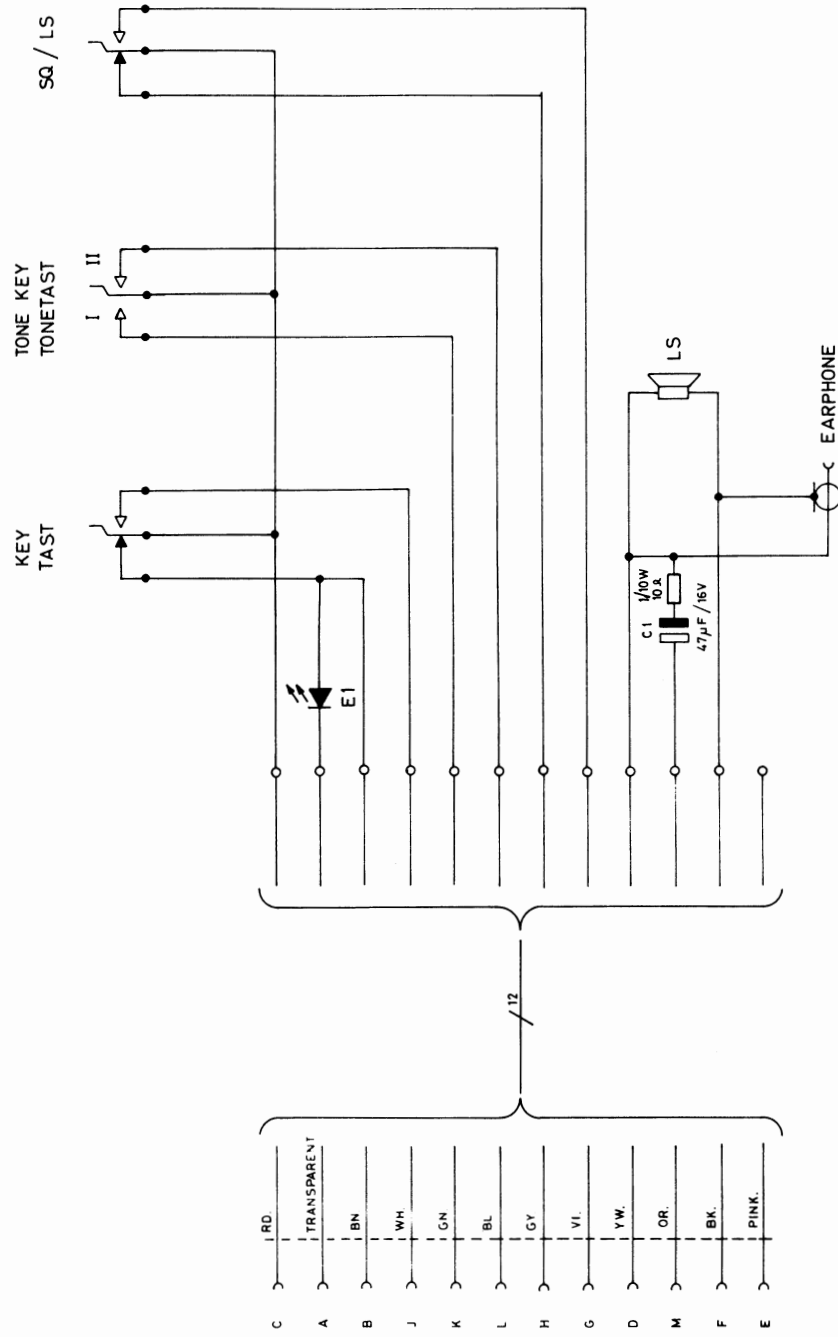 SQ / LS
TONE KEY
TONETAST
I
II
KEY
TAST
LS
EARPHONE
1/10W
10Ω
C1
47µF/16V
E1
12
C
RD.
A
TRANSPARENT
B
BN
J
WH.
K
GN
L
BL
H
GY
G
VI.
D
YW.
M
OR.
F
BK.
E
PINK.